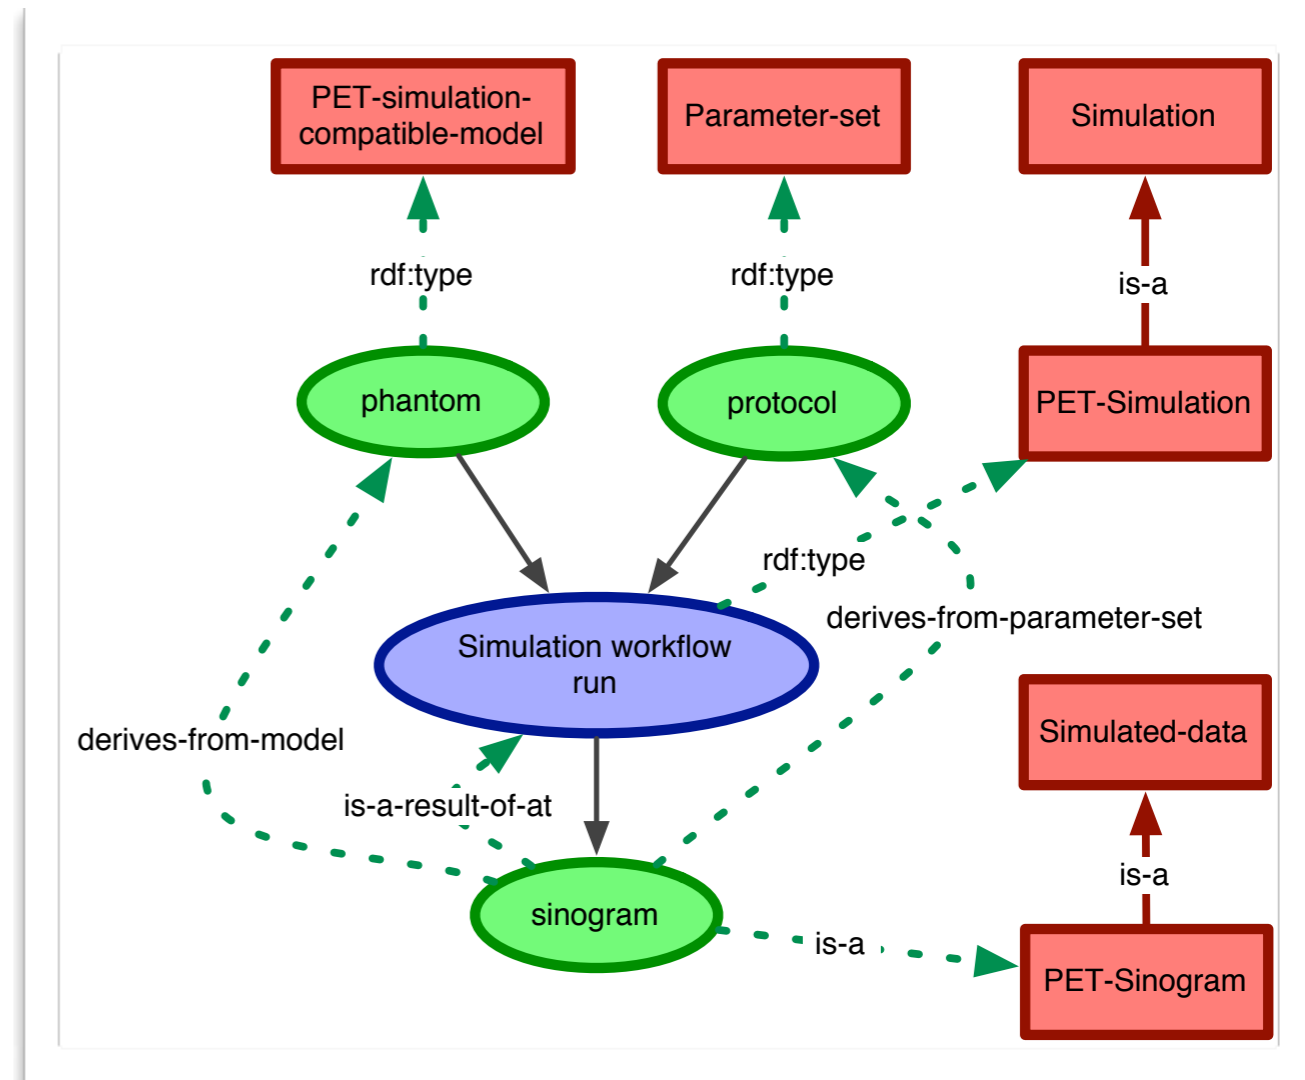 PET-simulation-
compatible-model
Parameter-set
Simulation
rdf:type
rdf:type
is-a
phantom
protocol
PET-Simulation
rdf:type
derives-from-parameter-set
Simulation workflow
run
derives-from-model
Simulated-data
is-a-result-of-at
is-a
sinogram
is-a
PET-Sinogram